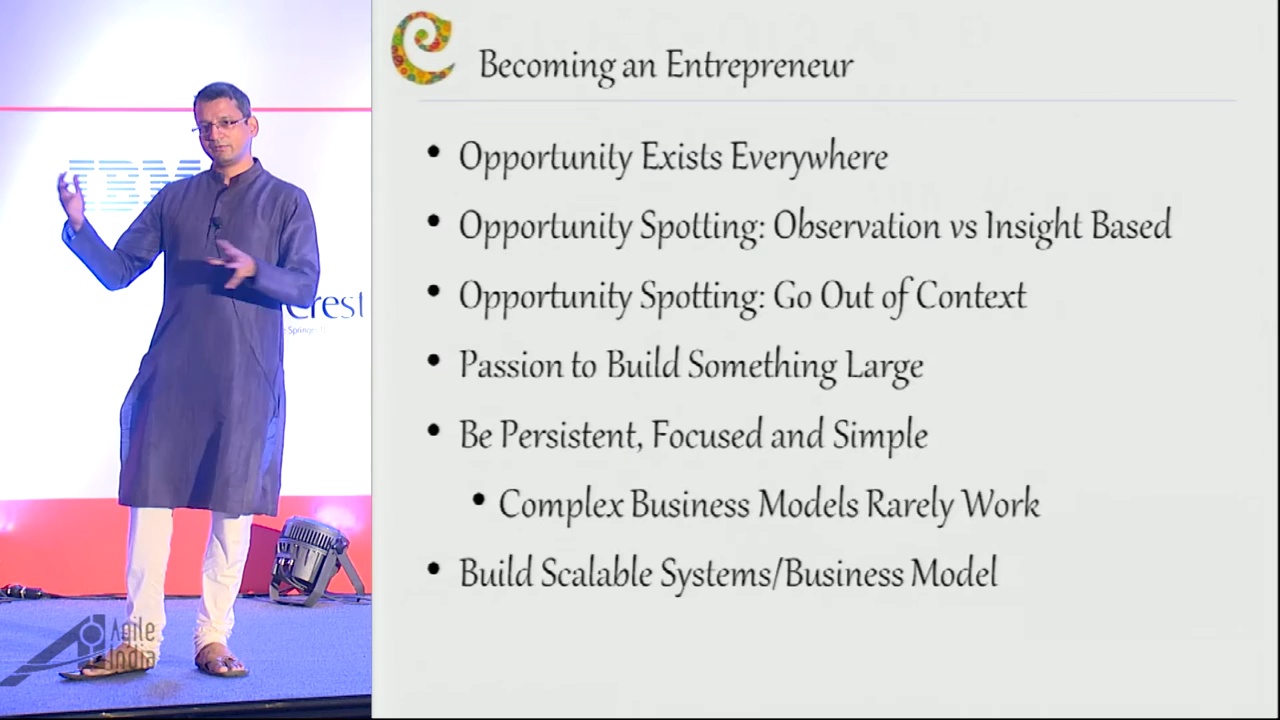 Becoming an Entrepreneur
• Opportunity Exists Everywhere
• Opportunity Spotting: Observation vs Insight Based
• Opportunity Spotting: Go Out of Context
• Passion to Build Something Large
• Be Persistent, Focused and Simple
• Complex Business Models Rarely Work
• Build Scalable Systems/Business Model
IBM
crest
Springer
Agile
India